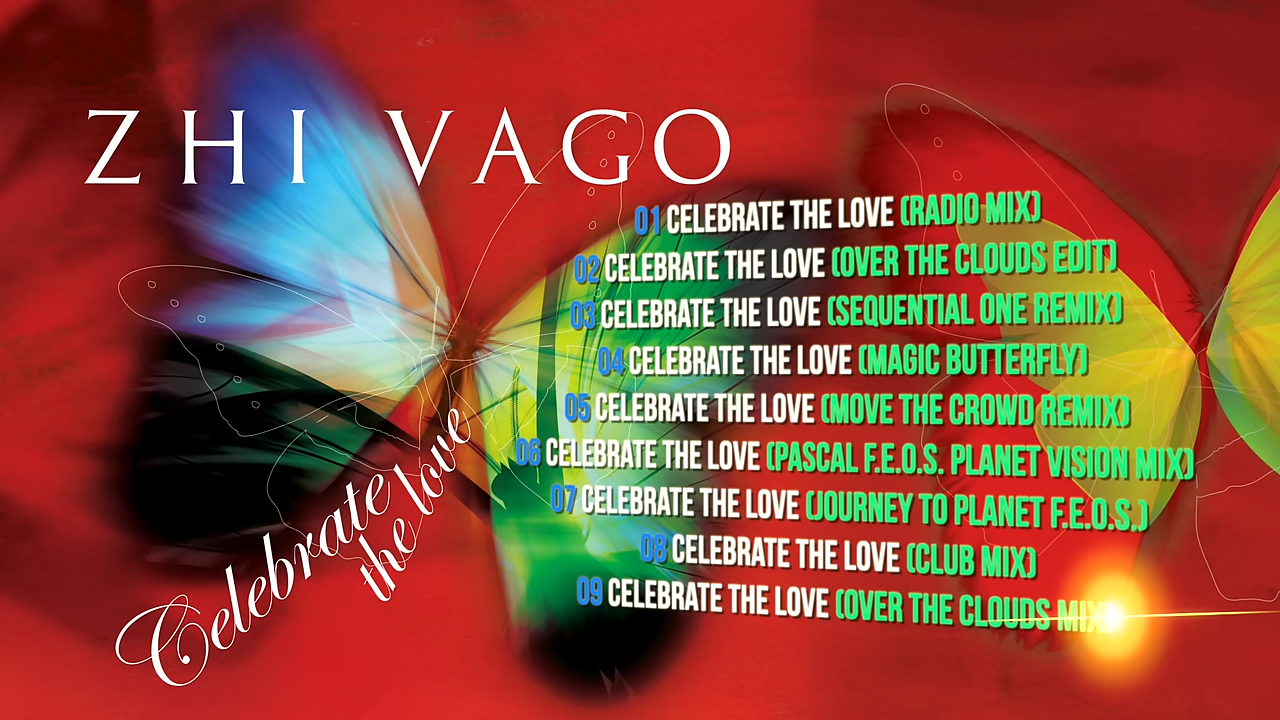 ZHI VAGO
01 CELEBRATE THE LOVE (RADIO MIX)
02 CELEBRATE THE LOVE (OVER THE CLOUDS EDIT)
03 CELEBRATE THE LOVE (SEQUENTIAL ONE REMIX)
04 CELEBRATE THE LOVE (MAGIC BUTTERFLY)
05 CELEBRATE THE LOVE (MOVE THE CROWD REMIX)
06 CELEBRATE THE LOVE (PASCAL F.E.O.S. PLANET VISION MIX)
07 CELEBRATE THE LOVE (JOURNEY TO PLANET F.E.O.S.)
08 CELEBRATE THE LOVE (CLUB MIX)
09 CELEBRATE THE LOVE (OVER THE CLOUDS MIX)
Celebrate
the love